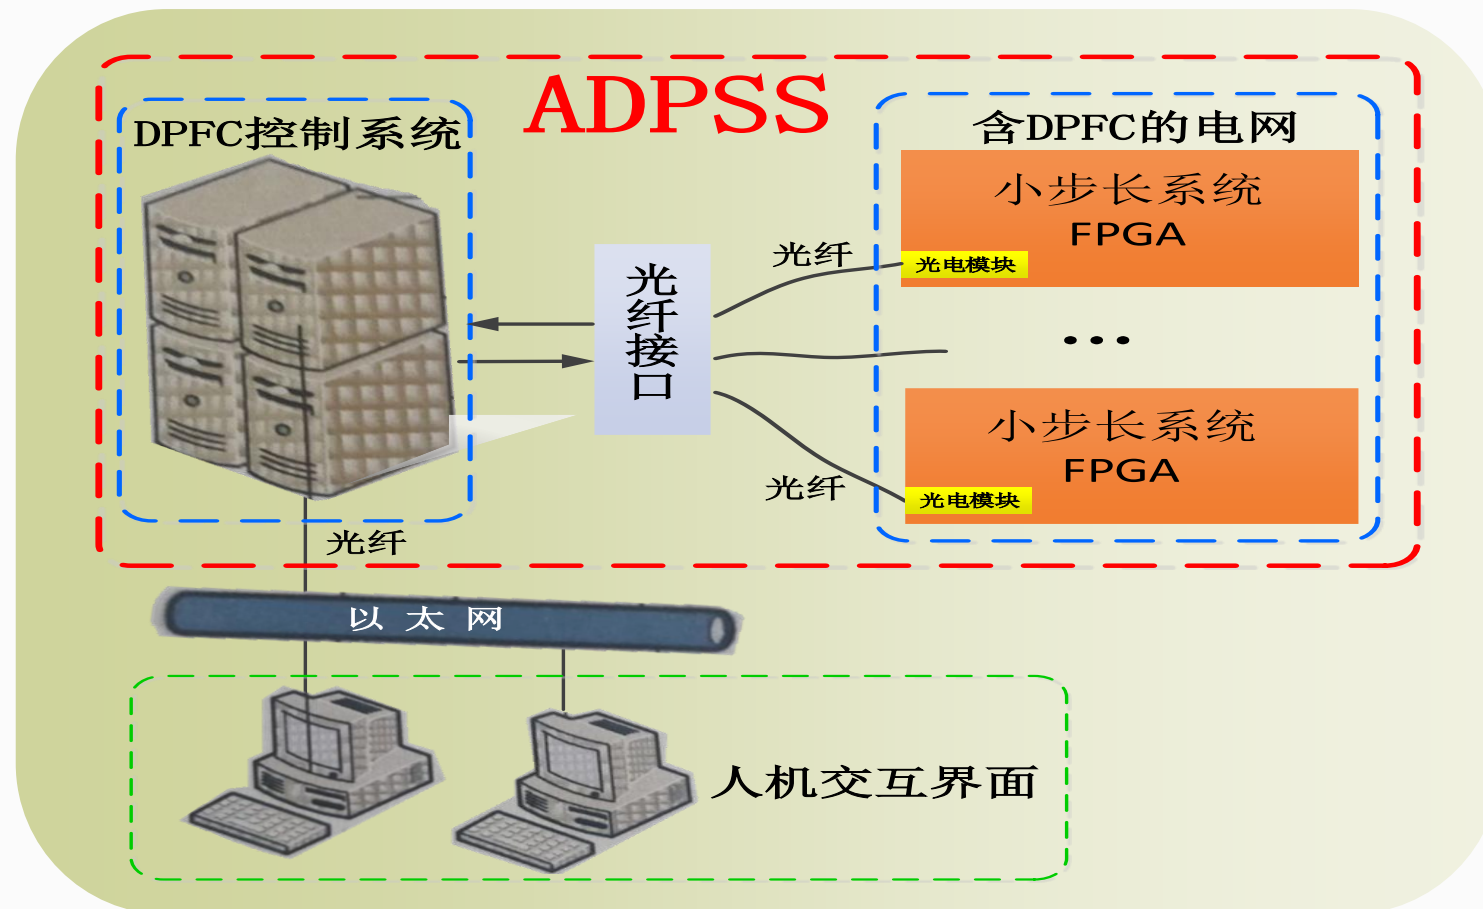 ADPSS
DPFC控制系统
含DPFC的电网
小步长系统
FPGA
光电模块
光纤
光纤接口
...
小步长系统
FPGA
光电模块
光纤
光纤
以太网
人机交互界面